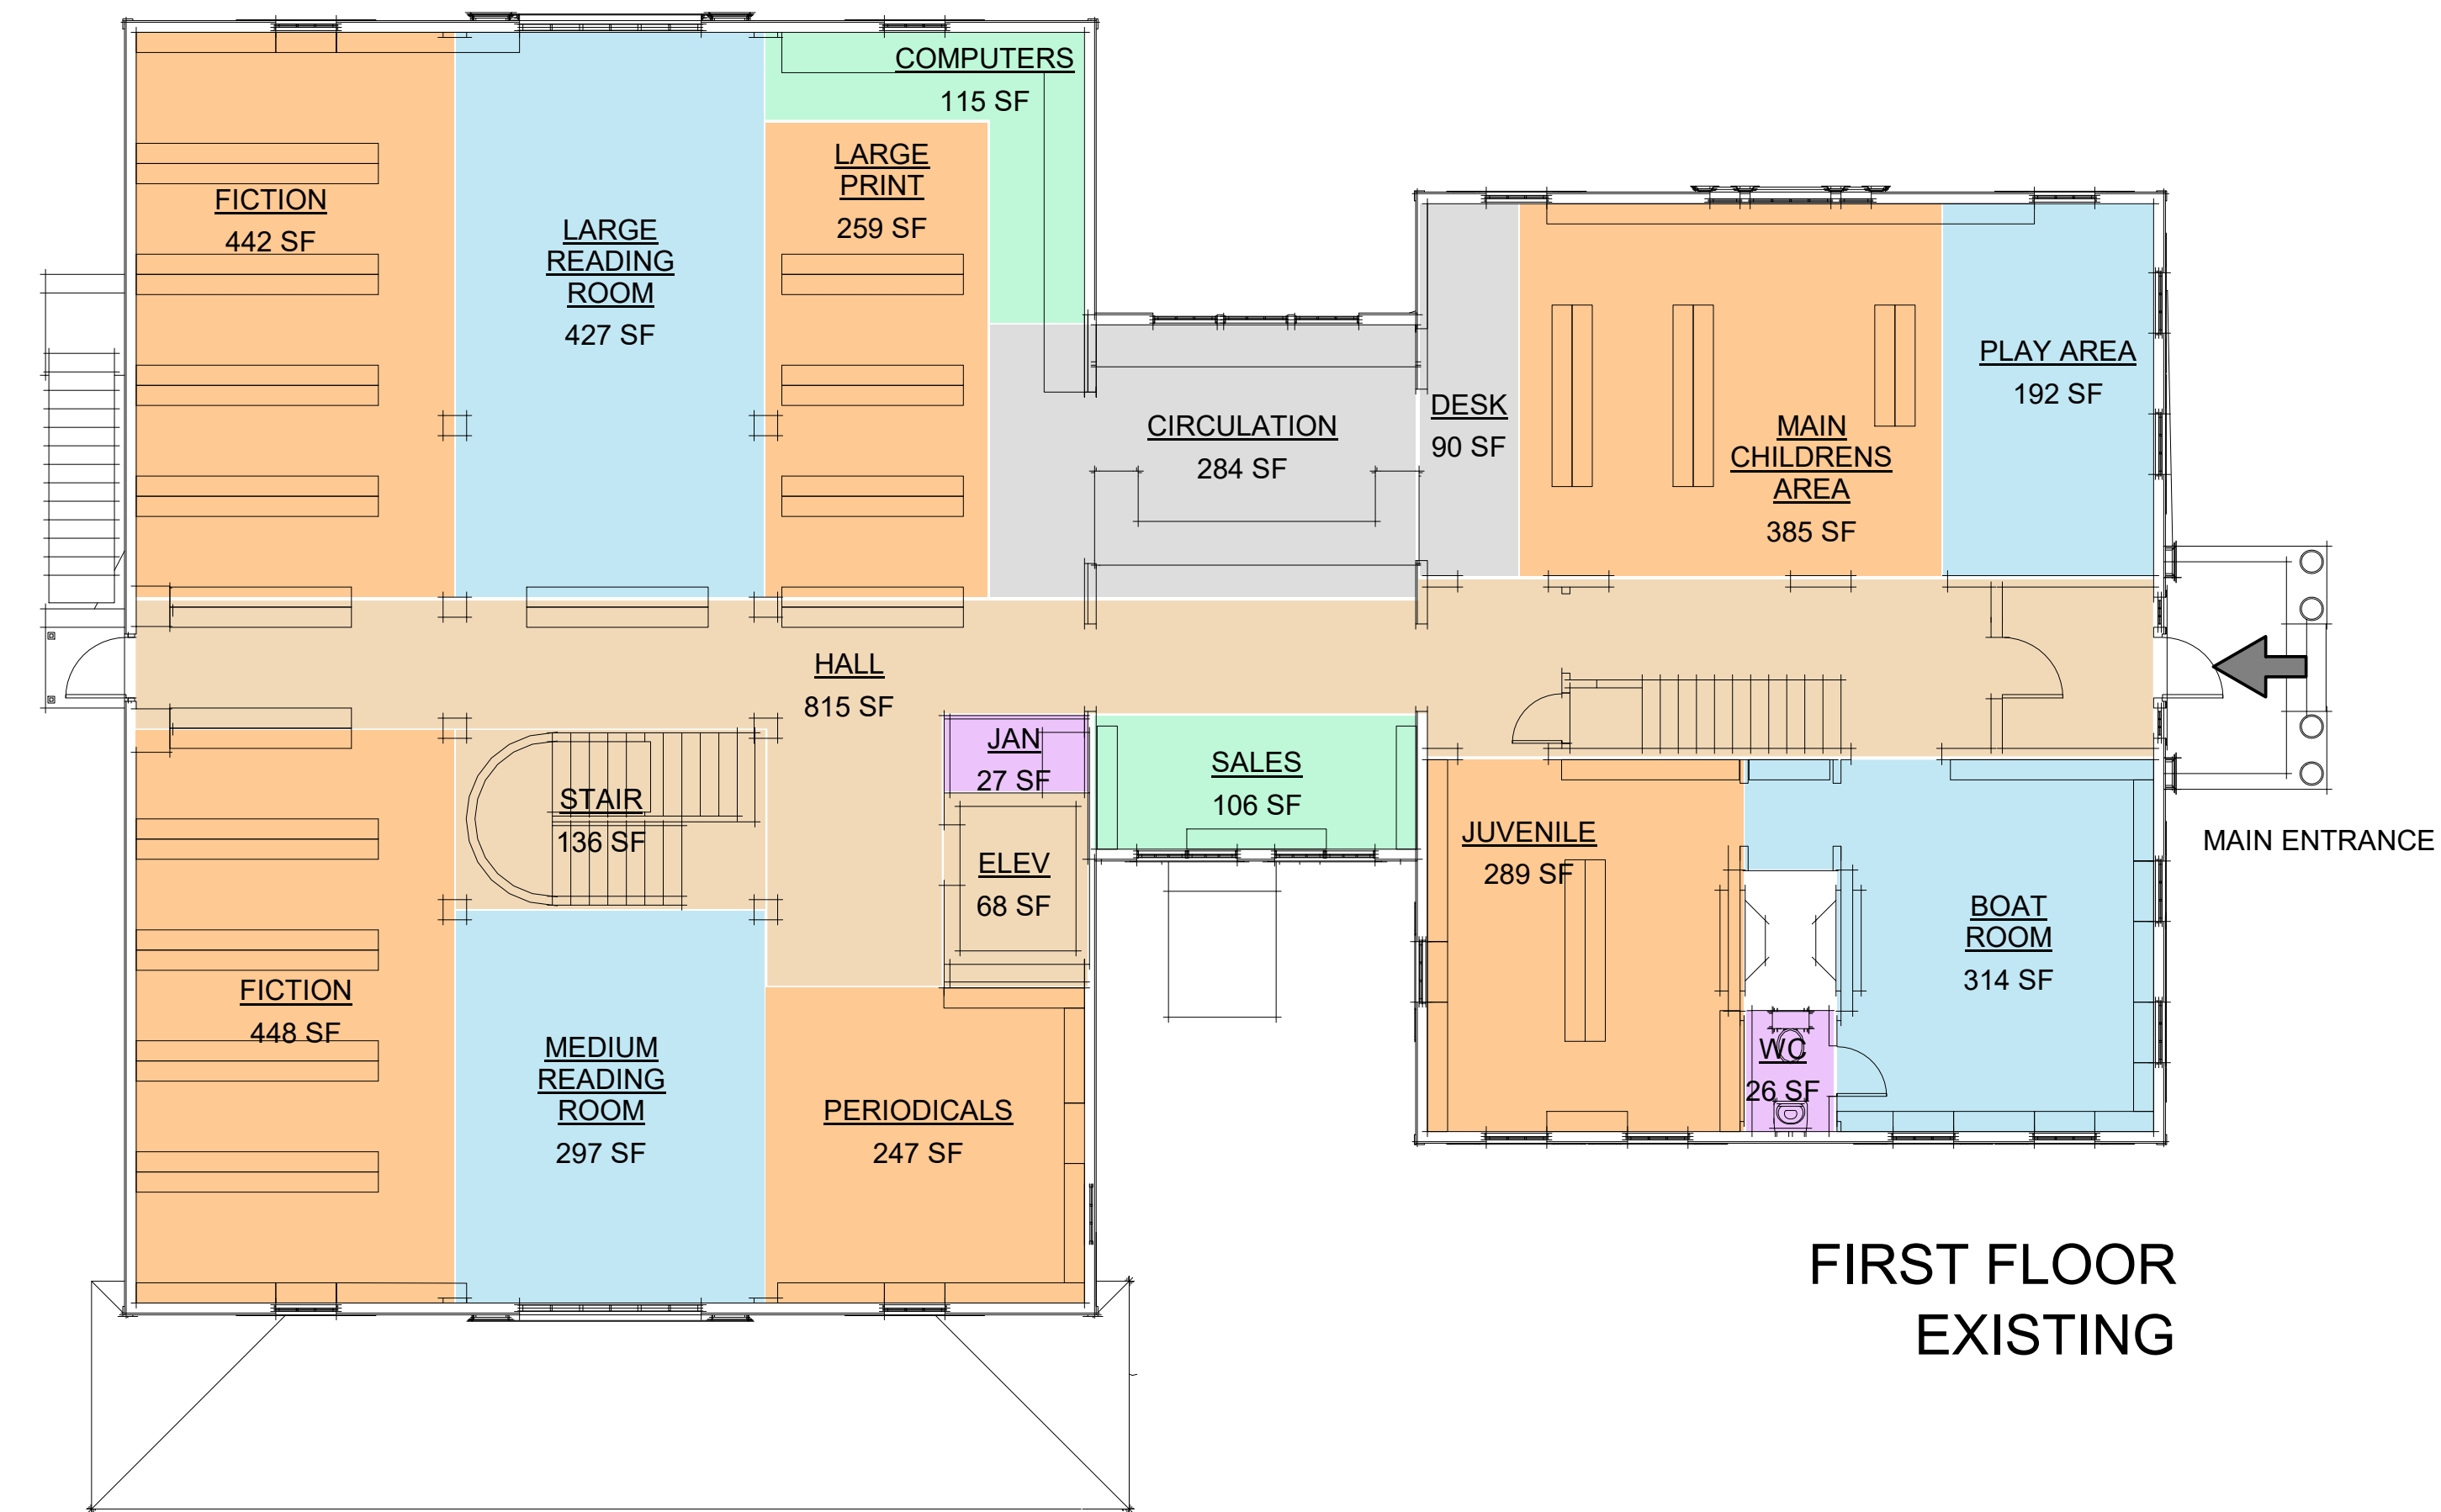 COMPUTERS
115 SF
LARGE
PRINT
259 SF
FICTION
442 SF
LARGE
READING
ROOM
427 SF
CIRCULATION
284 SF
DESK
90 SF
MAIN
CHILDRENS
AREA
385 SF
PLAY AREA
192 SF
HALL
815 SF
JAN
27 SF
SALES
106 SF
STAIR
136 SF
ELEV
68 SF
JUVENILE
289 SF
BOAT
ROOM
314 SF
MAIN ENTRANCE
FICTION
448 SF
MEDIUM
READING
ROOM
297 SF
PERIODICALS
247 SF
WC
26 SF
FIRST FLOOR
EXISTING